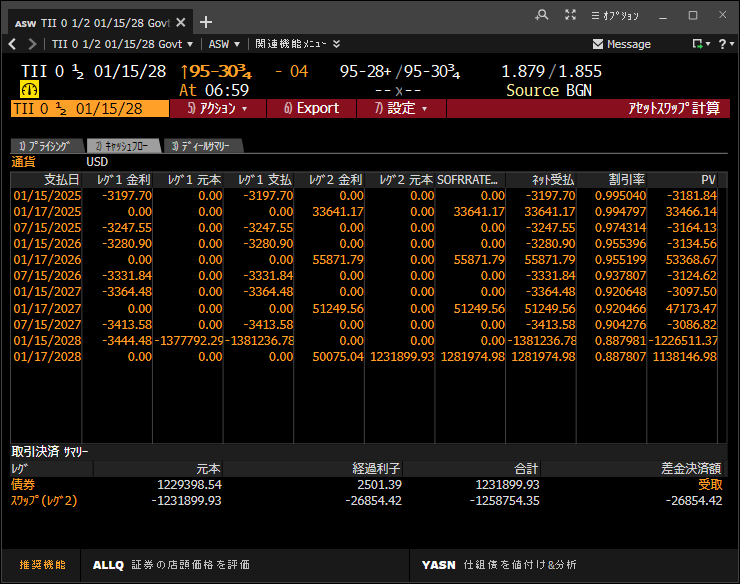 ASW TII 0 1/2 01/15/28 Govt × +
三 ｵﾌﾟｼｮﾝ
TII 0 1/2 01/15/28 Govt ▾ ASW ▾ 関連機能ﾒﾆｭｰ Message ?
TII 0 ½ 01/15/28 ↑95-30¾ - 04 95-28+/95-30¾ 1.879/1.855
At 06:59 --x-- Source BGN
TII 0 ½ 01/15/28 5) ｱｸｼｮﾝ 6) Export 7) 設定 ｱｾｯﾄｽﾜｯﾌﾟ計算
1) ﾌﾟﾗｲｼﾝｸﾞ 2) ｷｬｯｼｭﾌﾛｰ 3) ﾃﾞｨｰﾙｻﾏﾘｰ
通貨 USD
支払日 ﾚｸﾞ1 金利 ﾚｸﾞ1 元本 ﾚｸﾞ1 支払 ﾚｸﾞ2 金利 ﾚｸﾞ2 元本 SOFRRATE... ﾈｯﾄ受払 割引率 PV
01/15/2025 -3197.70 0.00 -3197.70 0.00 0.00 0.00 -3197.70 0.995040 -3181.84
01/17/2025 0.00 0.00 0.00 33641.17 0.00 33641.17 33641.17 0.994797 33466.14
07/15/2025 -3247.55 0.00 -3247.55 0.00 0.00 0.00 -3247.55 0.974314 -3164.13
01/15/2026 -3280.90 0.00 -3280.90 0.00 0.00 0.00 -3280.90 0.955396 -3134.56
01/17/2026 0.00 0.00 0.00 55871.79 0.00 55871.79 55871.79 0.955199 53368.67
07/15/2026 -3331.84 0.00 -3331.84 0.00 0.00 0.00 -3331.84 0.937807 -3124.62
01/15/2027 -3364.48 0.00 -3364.48 0.00 0.00 0.00 -3364.48 0.920648 -3097.50
01/17/2027 0.00 0.00 0.00 51249.56 0.00 51249.56 51249.56 0.920466 47173.47
07/15/2027 -3413.58 0.00 -3413.58 0.00 0.00 0.00 -3413.58 0.904276 -3086.82
01/15/2028 -3444.48 -1377792.29 -1381236.78 0.00 0.00 0.00 -1381236.78 0.887981 -1226511.37
01/17/2028 0.00 0.00 0.00 50075.04 1231899.93 1281974.98 1281974.98 0.887807 1138146.98
取引決済 ｻﾏﾘｰ
ﾚｸﾞ 元本 経過利子 合計 差金決済額
債券 1229398.54 2501.39 1231899.93 受取
ｽﾜｯﾌﾟ(ﾚｸﾞ2) -1231899.93 -26854.42 -1258754.35 -26854.42
推奨機能 ALLQ 証券の店頭価格を評価 YASN 仕組債を値付け&分析